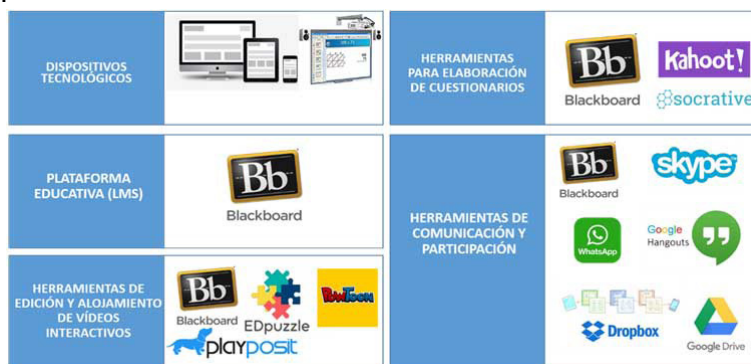 DISPOSITIVOS
TECNOLÓGICOS
PLATAFORMA
EDUCATIVA (LMS)
Bb
Blackboard
HERRAMIENTAS DE
EDICIÓN Y ALOJAMIENTO
DE VÍDEOS
INTERACTIVOS
Bb
Blackboard
EDpuzzle
PowToon
playposit
HERRAMIENTAS
PARA ELABORACIÓN
DE CUESTIONARIOS
Bb
Blackboard
Kahoot!
socrative
HERRAMIENTAS DE
COMUNICACIÓN Y
PARTICIPACIÓN
Bb
Blackboard
skype
WhatsApp
Google
Hangouts
Dropbox
Google Drive